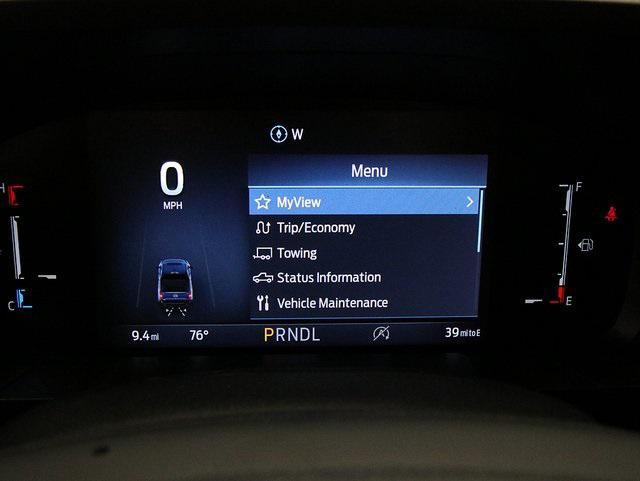 W
0
MPH
Menu
MyView
Trip/Economy
Towing
Status Information
Vehicle Maintenance
9.4 mi
76°
PRNDL
A
39 mi to E
H
C
F
E